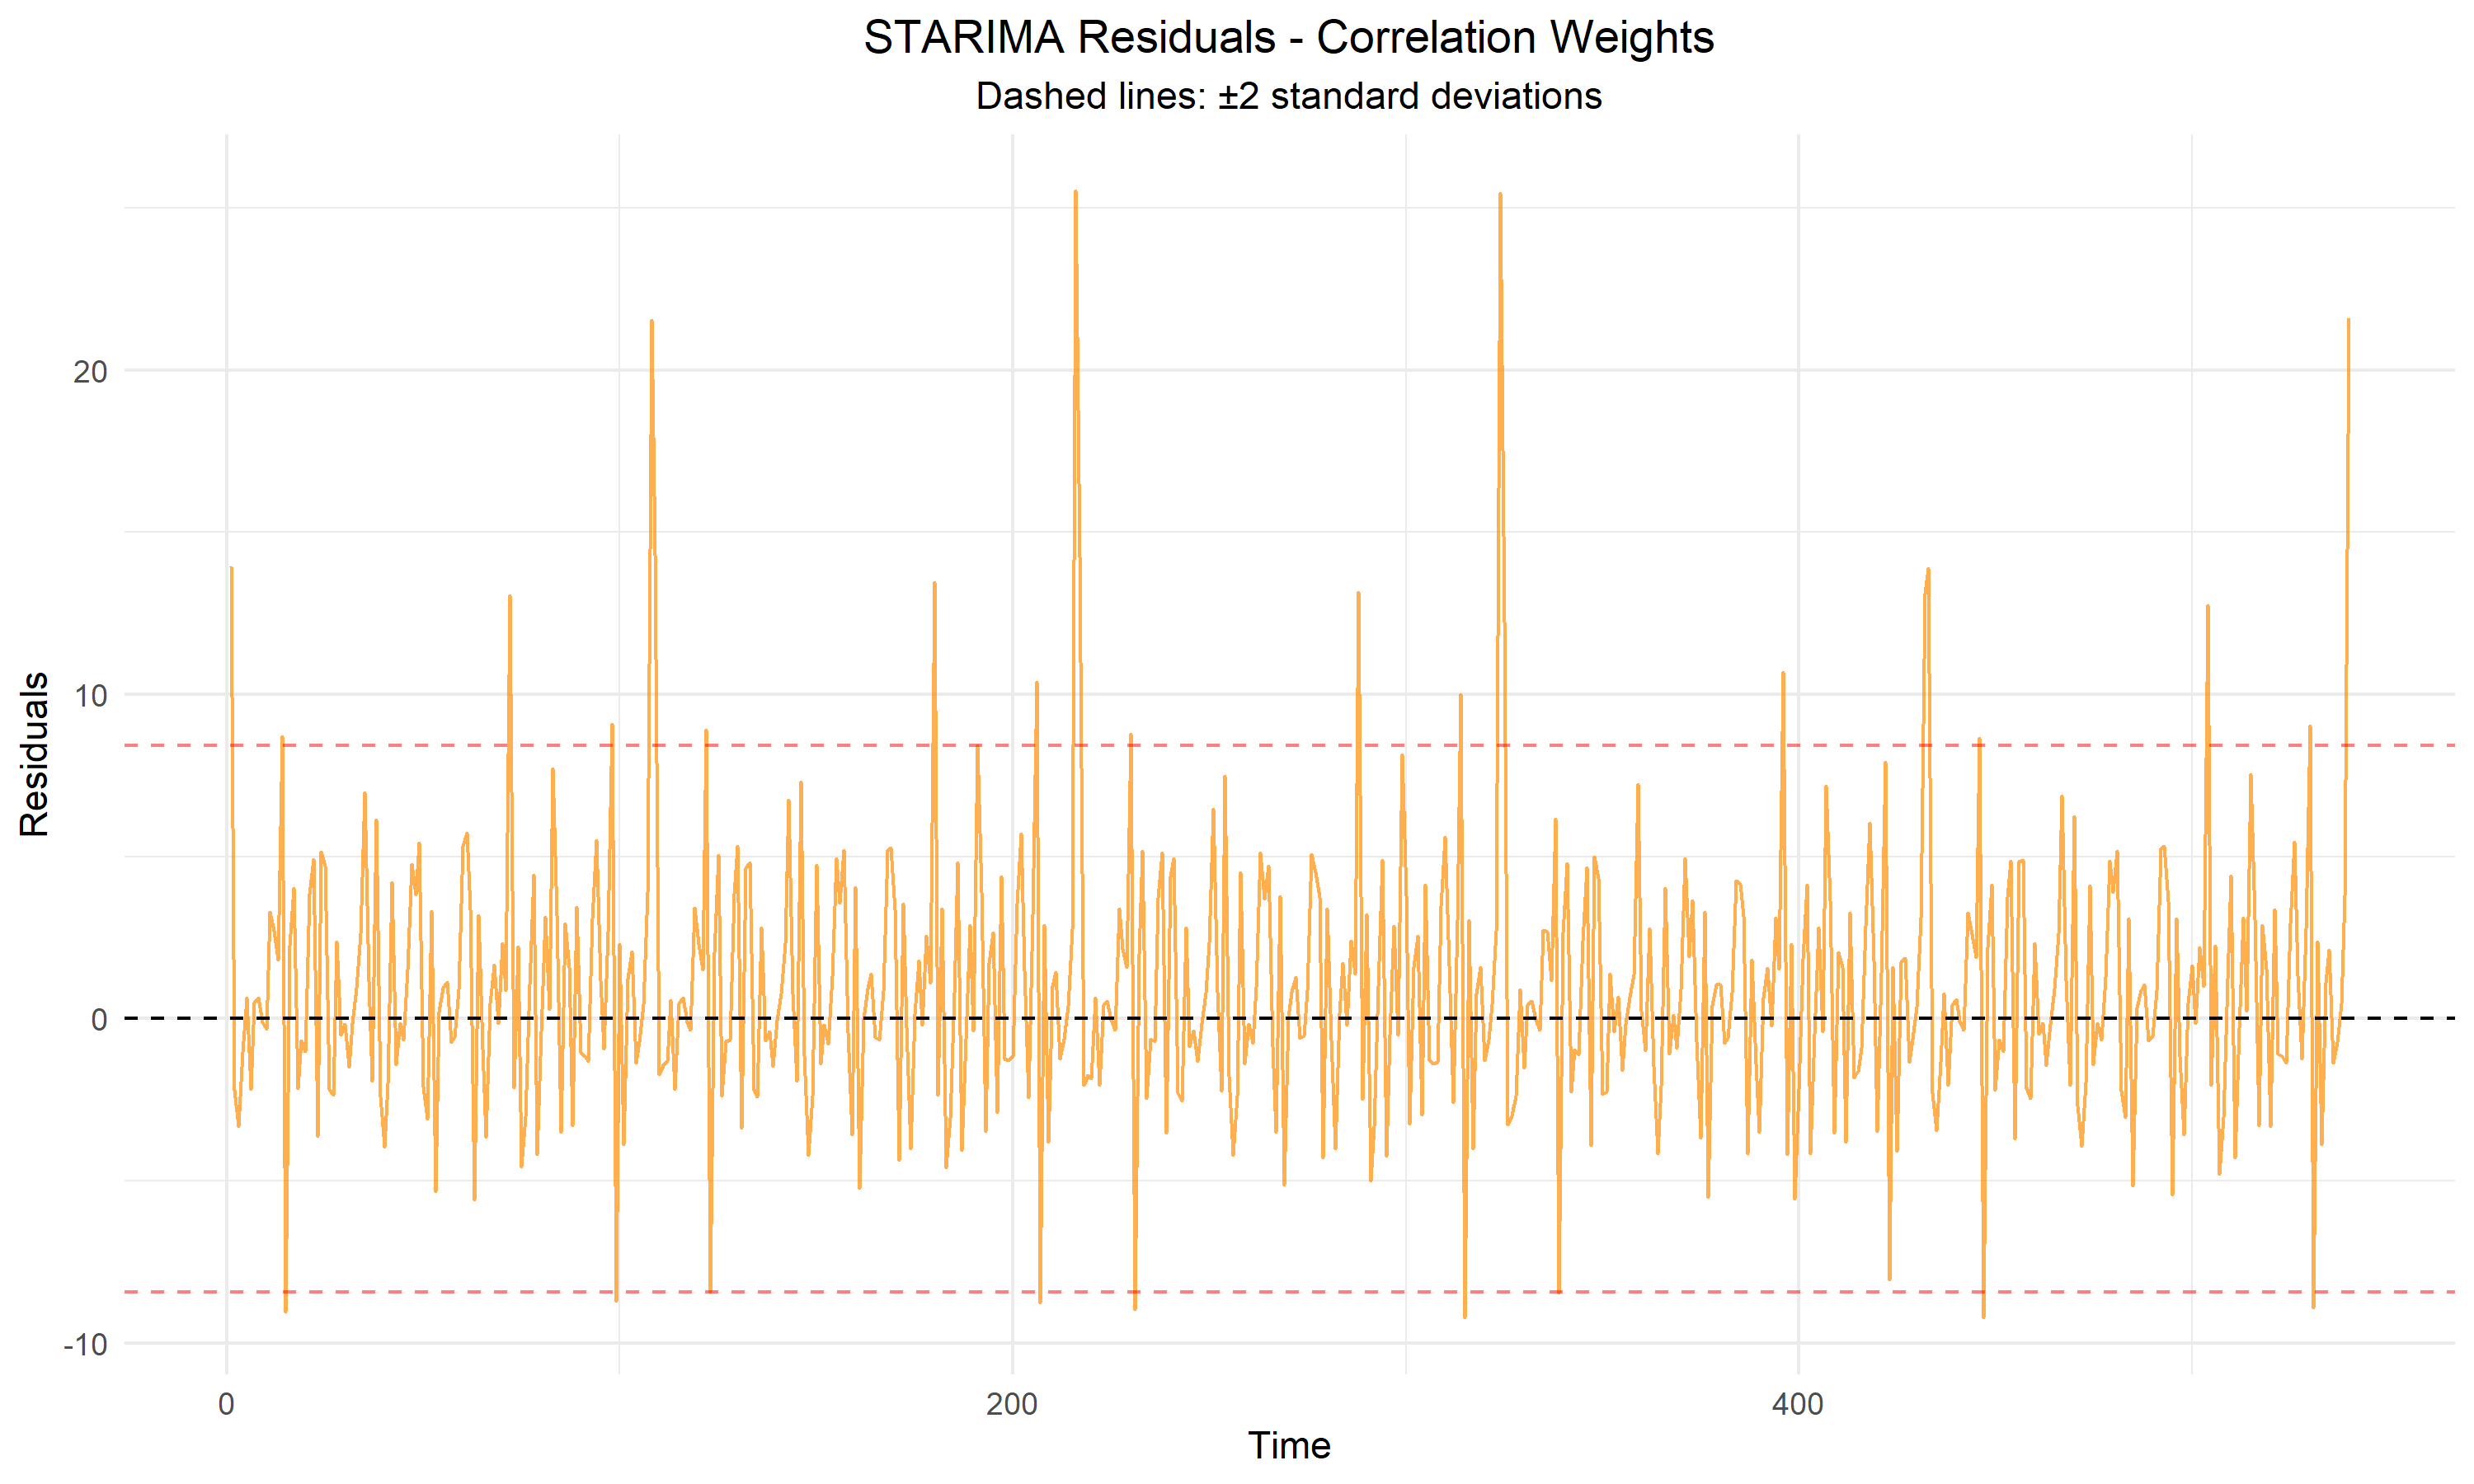 STARIMA Residuals - Correlation Weights
Dashed lines: ±2 standard deviations
Residuals
20
10
0
-10
0
200
400
Time